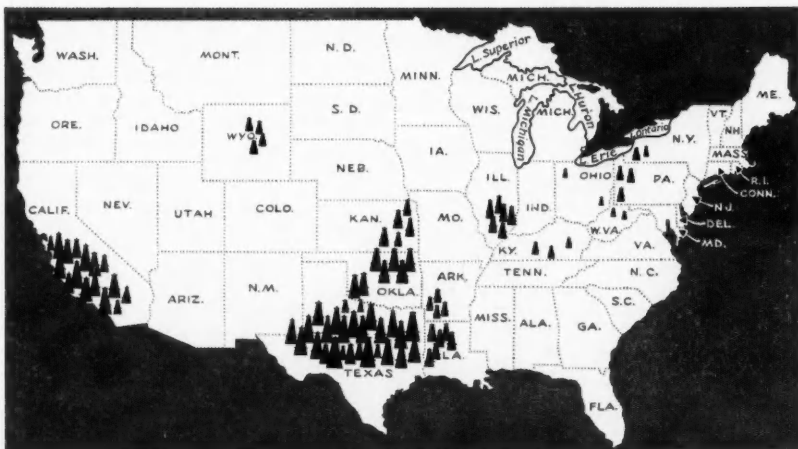 WASH.
MONT.
N. D.
MINN.
L. Superior
MICH.
ME.
ORE.
IDAHO
WYO.
S. D.
WIS.
L. Michigan
MICH.
L. Huron
L. Ontario
N.Y.
VT.
N.H.
MASS.
NEB.
IA.
L. Erie
R.I.
CONN.
NEV.
UTAH
COLO.
KAN.
MO.
ILL.
IND.
OHIO
PA.
N.J.
DEL.
MD.
CALIF.
W.VA.
VA.
KY.
ARIZ.
N.M.
OKLA.
ARK.
TENN.
N. C.
S.C.
MISS.
ALA.
GA.
TEXAS
LA.
FLA.